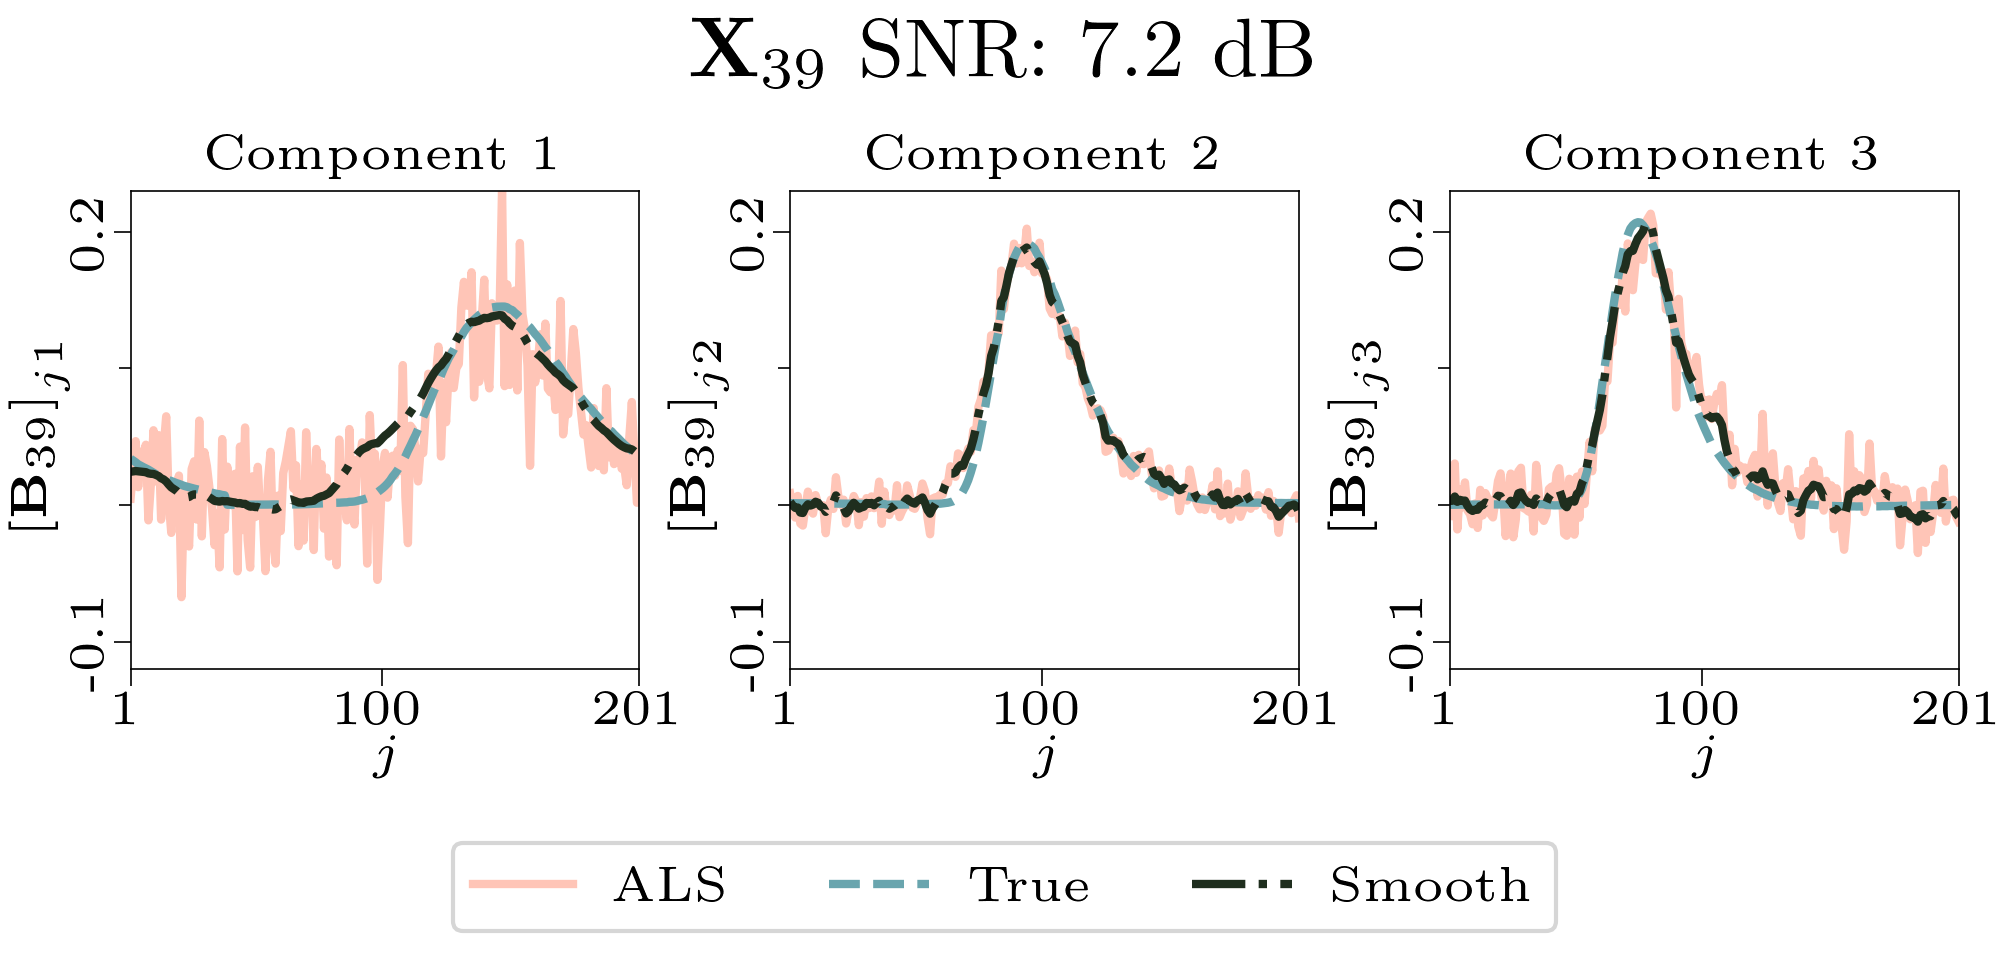 X₃₉ SNR: 7.2 dB
Component 1
Component 2
Component 3
[B₃₉]ⱼ₁
0.2
-0.1
1 100 201
j
[B₃₉]ⱼ₂
0.2
-0.1
1 100 201
j
[B₃₉]ⱼ₃
0.2
-0.1
1 100 201
j
ALS True Smooth